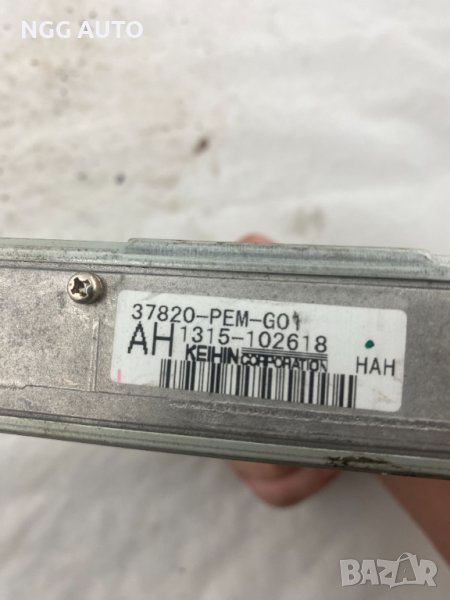 NGG AUTO
37820-PEM-G01
AH 1315-102618
KEIHIN CORPORATION
HAH
BAZAR